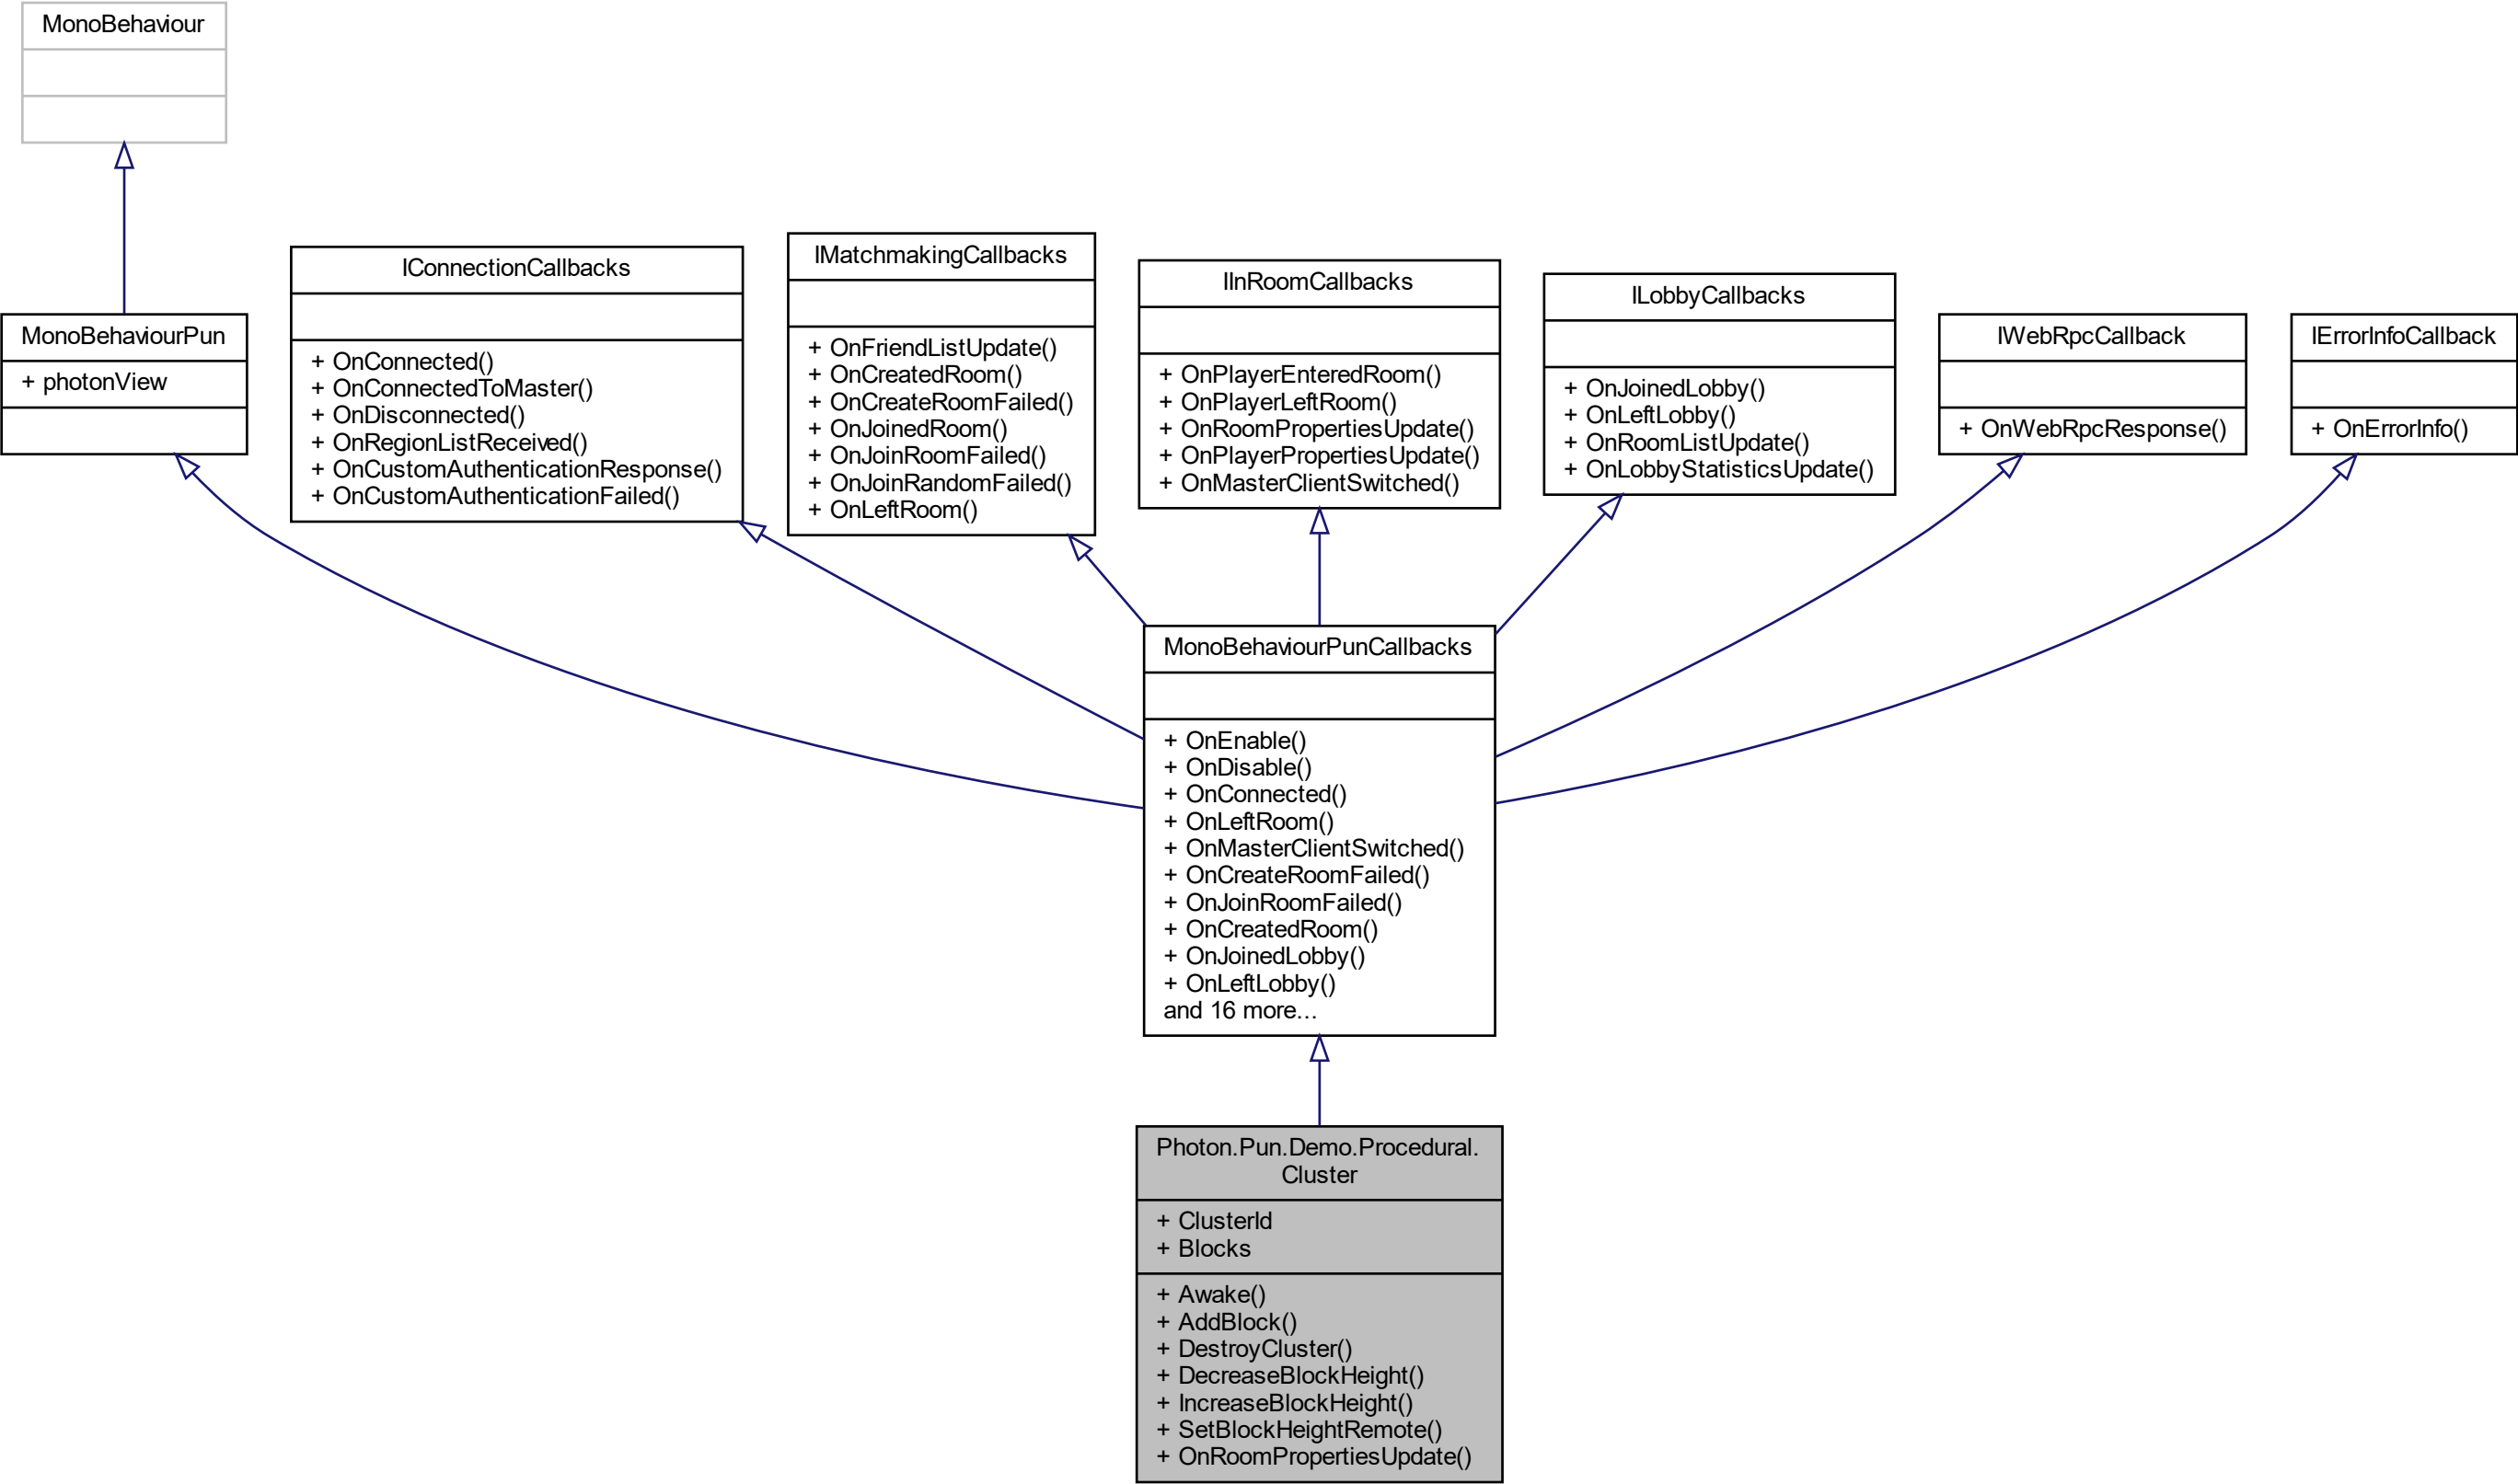 MonoBehaviour
MonoBehaviourPun
+ photonView
IConnectionCallbacks
+ OnConnected()
+ OnConnectedToMaster()
+ OnDisconnected()
+ OnRegionListReceived()
+ OnCustomAuthenticationResponse()
+ OnCustomAuthenticationFailed()
IMatchmakingCallbacks
+ OnFriendListUpdate()
+ OnCreatedRoom()
+ OnCreateRoomFailed()
+ OnJoinedRoom()
+ OnJoinRoomFailed()
+ OnJoinRandomFailed()
+ OnLeftRoom()
IInRoomCallbacks
+ OnPlayerEnteredRoom()
+ OnPlayerLeftRoom()
+ OnRoomPropertiesUpdate()
+ OnPlayerPropertiesUpdate()
+ OnMasterClientSwitched()
ILobbyCallbacks
+ OnJoinedLobby()
+ OnLeftLobby()
+ OnRoomListUpdate()
+ OnLobbyStatisticsUpdate()
IWebRpcCallback
+ OnWebRpcResponse()
IErrorInfoCallback
+ OnErrorInfo()
MonoBehaviourPunCallbacks
+ OnEnable()
+ OnDisable()
+ OnConnected()
+ OnLeftRoom()
+ OnMasterClientSwitched()
+ OnCreateRoomFailed()
+ OnJoinRoomFailed()
+ OnCreatedRoom()
+ OnJoinedLobby()
+ OnLeftLobby()
and 16 more...
Photon.Pun.Demo.Procedural.
Cluster
+ ClusterId
+ Blocks
+ Awake()
+ AddBlock()
+ DestroyCluster()
+ DecreaseBlockHeight()
+ IncreaseBlockHeight()
+ SetBlockHeightRemote()
+ OnRoomPropertiesUpdate()